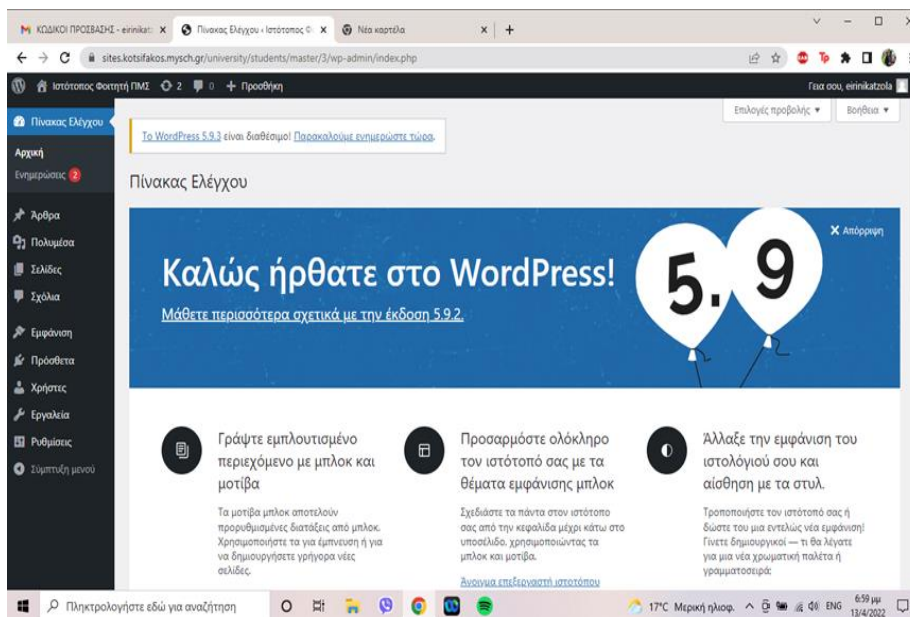 ΚΩΔΙΚΟΙ ΠΡΟΣΒΑΣΗΣ - eirinikat:
Πίνακας Ελέγχου ‹ Ιστότοπος Φ
Νέα καρτέλα
sites.kotsifakos.mysch.gr/university/students/master/3/wp-admin/index.php
Ιστότοπος Φοιτητή ΠΜΣ 2 0 + Προσθήκη
Γεια σου, eirinikatzola
Πίνακας Ελέγχου
Αρχική
Ενημερώσεις 2
Άρθρα
Πολυμέσα
Σελίδες
Σχόλια
Εμφάνιση
Πρόσθετα
Χρήστες
Εργαλεία
Ρυθμίσεις
Σύμπτυξη μενού
Επιλογές προβολής
Βοήθεια
Το WordPress 5.9.3 είναι διαθέσιμο! Παρακαλούμε ενημερώστε τώρα.
Πίνακας Ελέγχου
Απόρριψη
Καλώς ήρθατε στο WordPress!
Μάθετε περισσότερα σχετικά με την έκδοση 5.9.2.
5.9
Γράψτε εμπλουτισμένο
περιεχόμενο με μπλοκ και
μοτίβα
Τα μοτίβα μπλοκ αποτελούν
προρυθμισμένες διατάξεις από μπλοκ.
Χρησιμοποιήστε τα για έμπνευση ή για
να δημιουργήσετε γρήγορα νέες
σελίδες.
Προσαρμόστε ολόκληρο
τον ιστότοπό σας με τα
θέματα εμφάνισης μπλοκ
Σχεδιάστε τα πάντα στον ιστότοπο
σας από την κεφαλίδα μέχρι κάτω στο
υποσέλιδο, χρησιμοποιώντας τα
μπλοκ και μοτίβα.
Άνοιγμα επεξεργαστή ιστοτόπου
Άλλαξε την εμφάνιση του
ιστολόγιού σου και
αίσθηση με τα στυλ.
Τροποποιήστε τον ιστότοπό σας ή
δώστε του μια εντελώς νέα εμφάνιση!
Γίνετε δημιουργικοί — τι θα λέγατε
για μια νέα χρωματική παλέτα ή
γραμματοσειρά;
Πληκτρολογήστε εδώ για αναζήτηση
17°C Μερική ηλιοφ.
ENG
6:59 μμ
13/4/2022